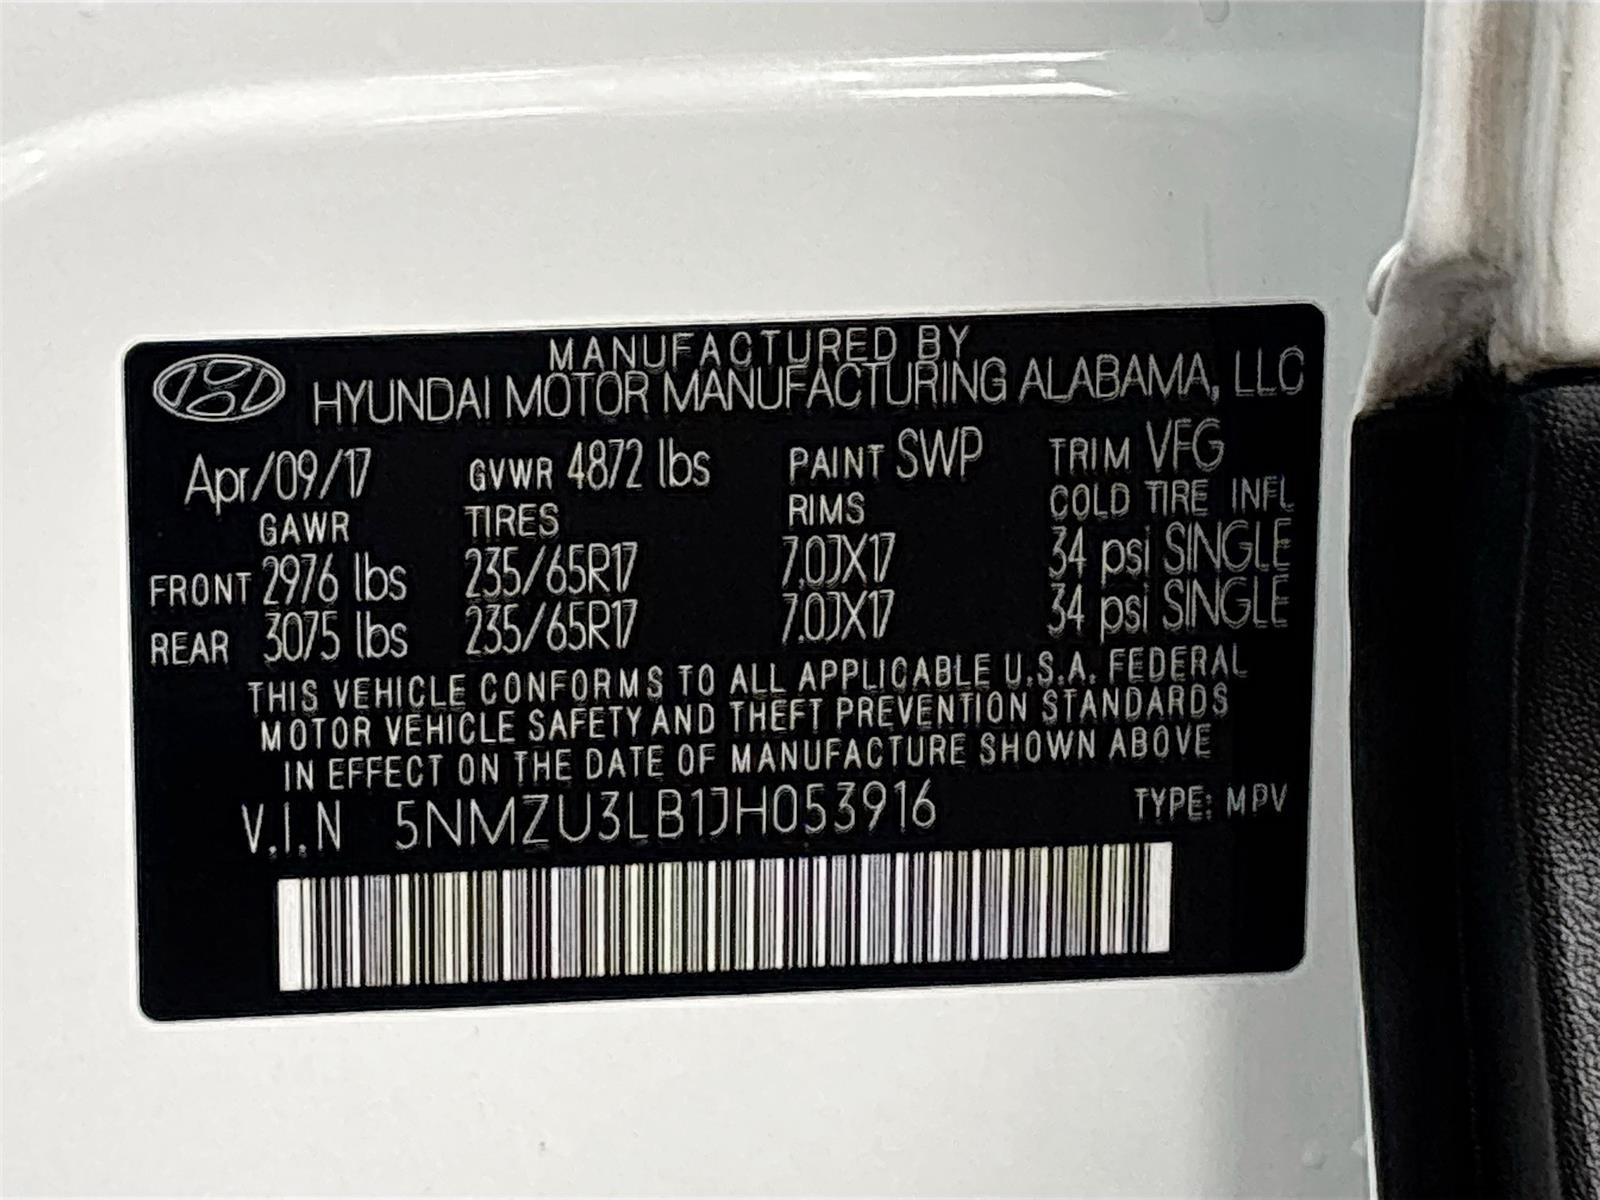 MANUFACTURED BY
HYUNDAI MOTOR MANUFACTURING ALABAMA, LLC
Apr/09/17 GVWR 4872 lbs PAINT SWP TRIM VFG
GAWR TIRES RIMS COLD TIRE INFL
FRONT 2976 lbs 235/65R17 7.0JX17 34 psi SINGLE
REAR 3075 lbs 235/65R17 7.0JX17 34 psi SINGLE
THIS VEHICLE CONFORMS TO ALL APPLICABLE U.S.A. FEDERAL
MOTOR VEHICLE SAFETY AND THEFT PREVENTION STANDARDS
IN EFFECT ON THE DATE OF MANUFACTURE SHOWN ABOVE
V.I.N 5NMZU3LB1JH053916 TYPE: MPV